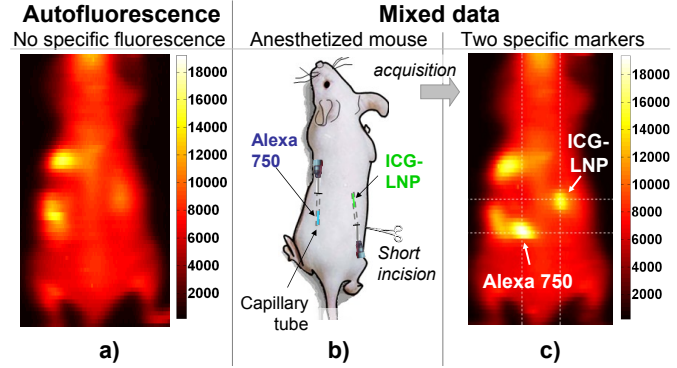 Autofluorescence
No specific fluorescence
18000
16000
14000
12000
10000
8000
6000
4000
2000
a)
Mixed data
Anesthetized mouse
acquisition
Alexa
750
ICG-
LNP
Short
incision
Capillary
tube
b)
Two specific markers
ICG-
LNP
Alexa 750
18000
16000
14000
12000
10000
8000
6000
4000
2000
c)